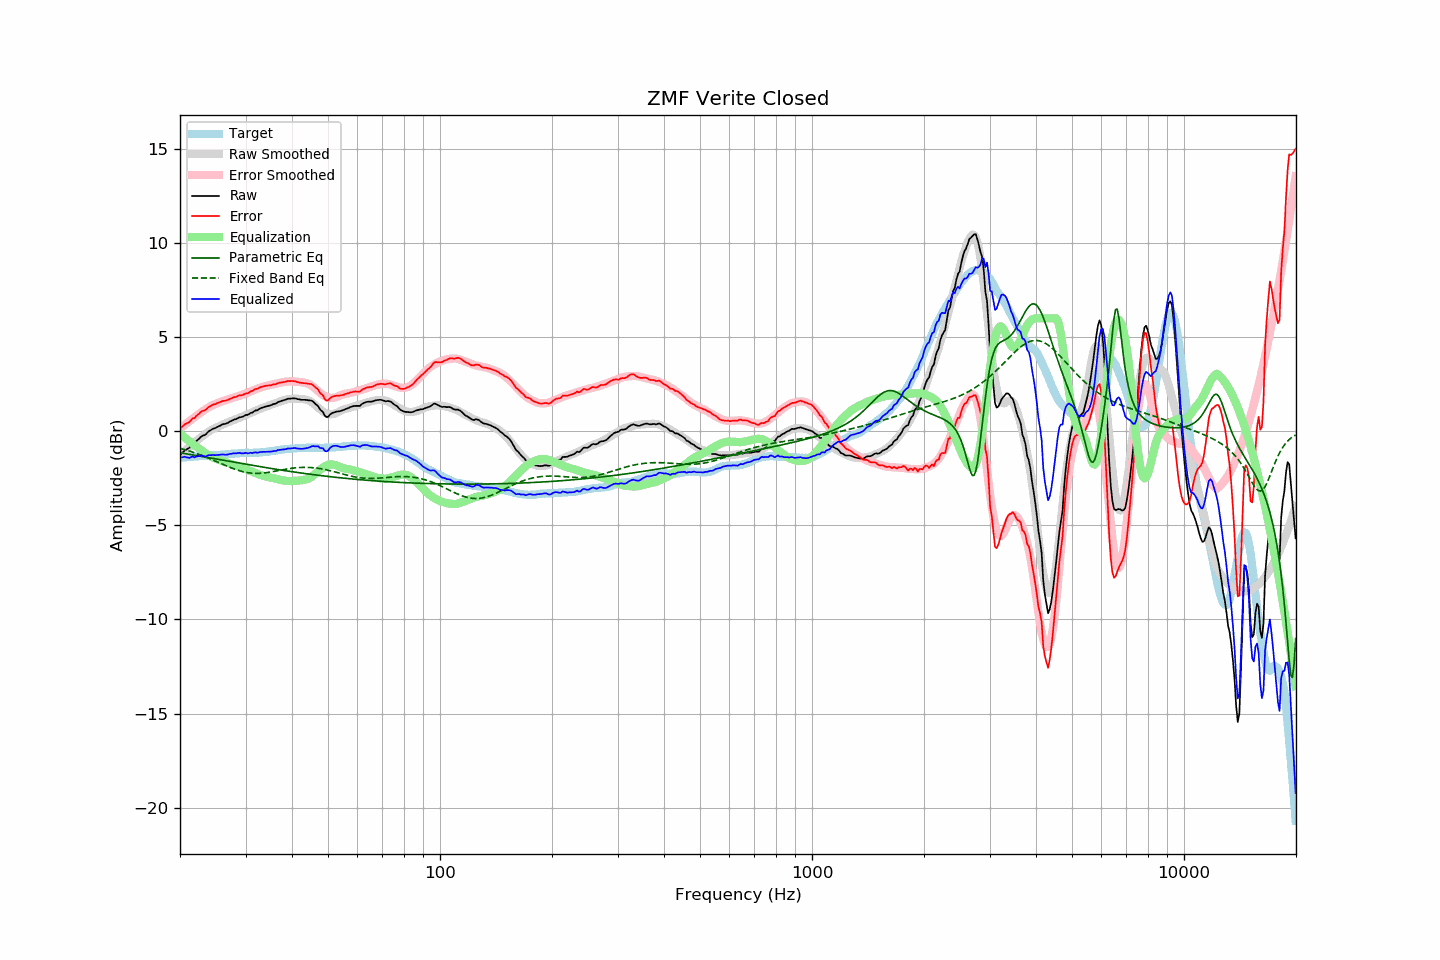 ZMF Verite Closed
Target
Raw Smoothed
Error Smoothed
Raw
Error
Equalization
Parametric Eq
Fixed Band Eq
Equalized
15
10
5
0
−5
−10
−15
−20
Amplitude (dBr)
100
1000
10000
Frequency (Hz)